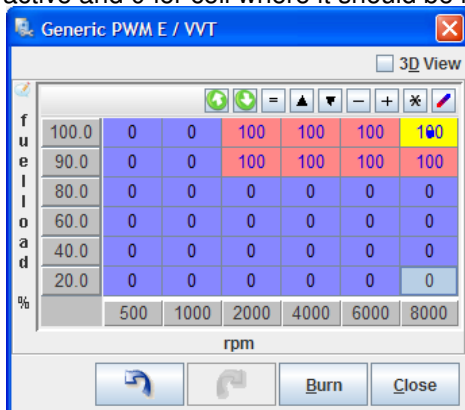 active and 0 for cell where it should be
Generic PWM E / VVT
3D View
= - + *
fuelload %
100.0 0 0 100 100 100 100
90.0 0 0 100 100 100 100
80.0 0 0 0 0 0 0
60.0 0 0 0 0 0 0
40.0 0 0 0 0 0 0
20.0 0 0 0 0 0 0
500 1000 2000 4000 6000 8000
rpm
Burn Close